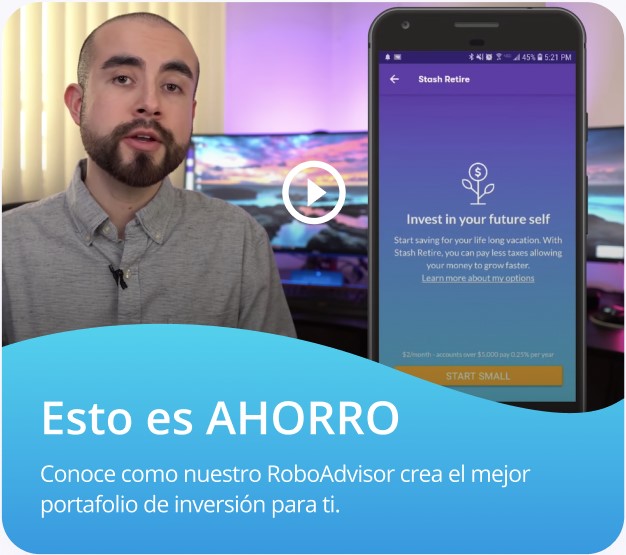 45% 5:21 PM
Stash Retire
Invest in your future self
Start saving for your life long vacation. With
Stash Retire, you can pay less taxes allowing
your money to grow faster.
Learn more about my options
$2/month - accounts over $1,000 pay 0.25% per year
START SMALL
Esto es AHORRO
Conoce como nuestro RoboAdvisor crea el mejor
portafolio de inversión para ti.